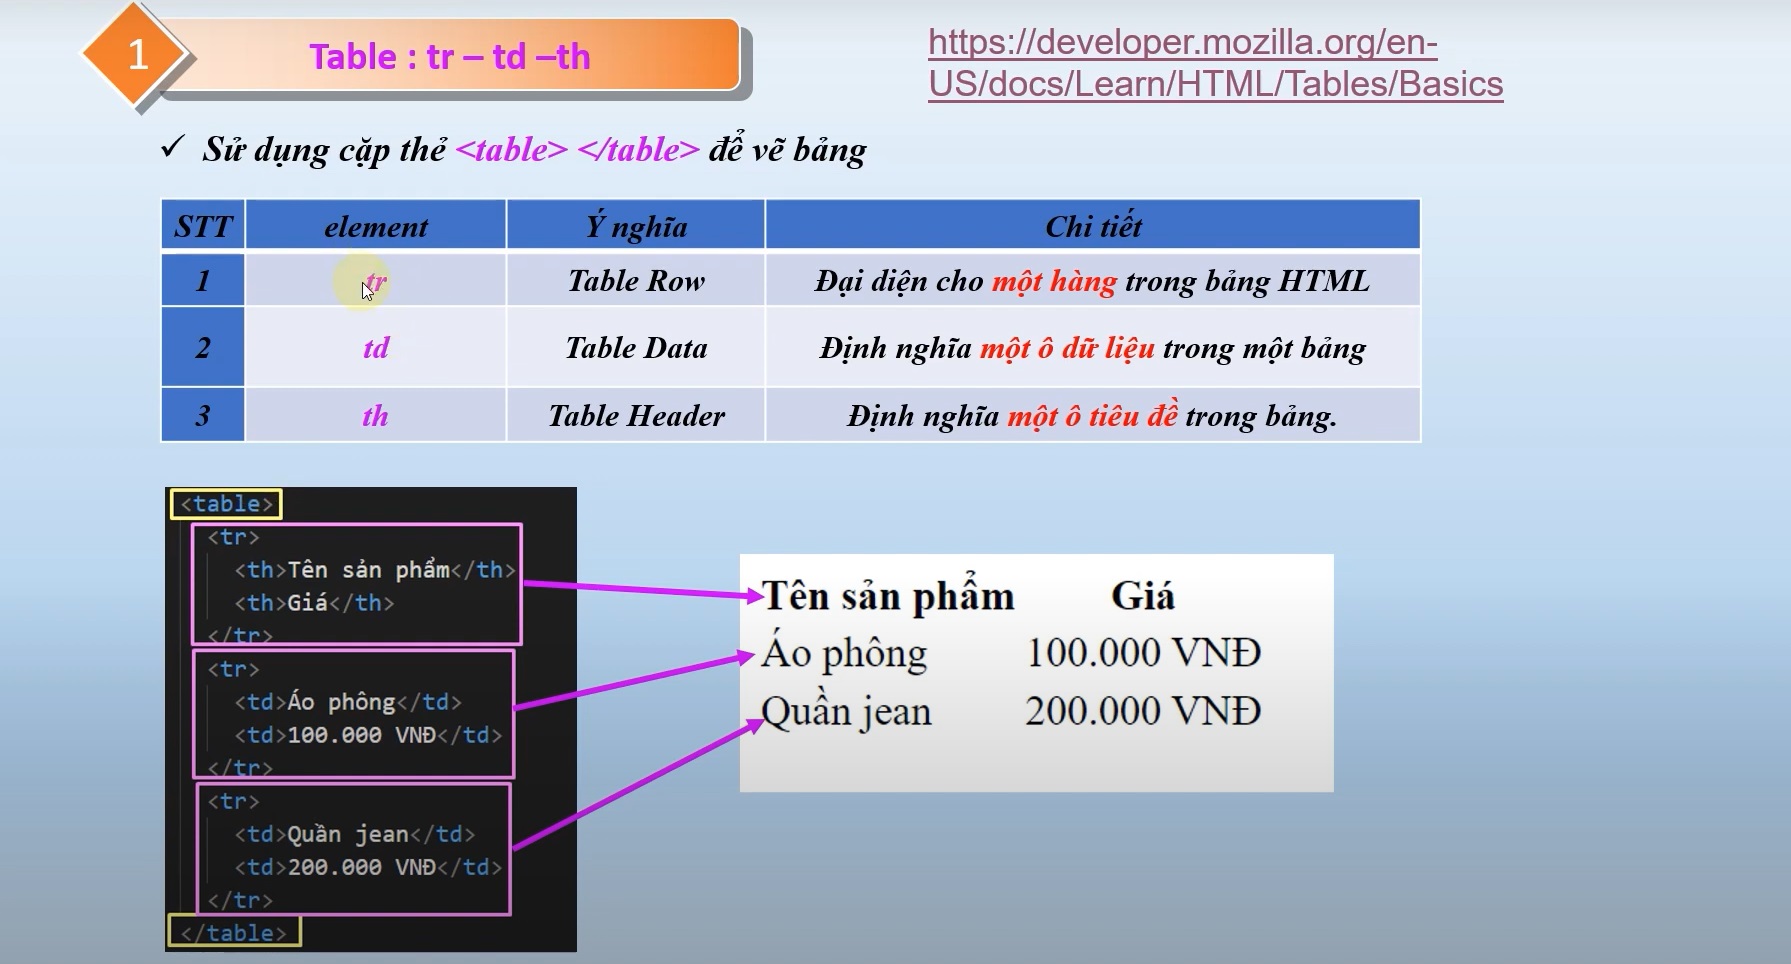 1
Table : tr – td –th
https://developer.mozilla.org/en-
US/docs/Learn/HTML/Tables/Basics
✓ Sử dụng cặp thẻ <table> </table> để vẽ bảng
STT element Ý nghĩa Chi tiết
1 tr Table Row Đại diện cho một hàng trong bảng HTML
2 td Table Data Định nghĩa một ô dữ liệu trong một bảng
3 th Table Header Định nghĩa một ô tiêu đề trong bảng.
<table>
<tr>
<th>Tên sản phẩm</th>
<th>Giá</th>
</tr>
<tr>
<td>Áo phông</td>
<td>100.000 VNĐ</td>
</tr>
<tr>
<td>Quần jean</td>
<td>200.000 VNĐ</td>
</tr>
</table>
Tên sản phẩm Giá
Áo phông 100.000 VNĐ
Quần jean 200.000 VNĐ